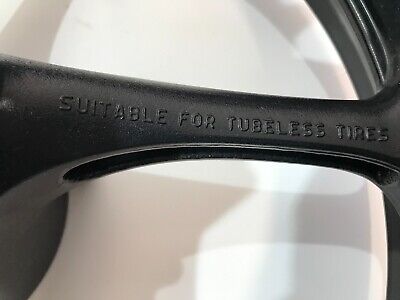 SUITABLE FOR TUBELESS TIRES